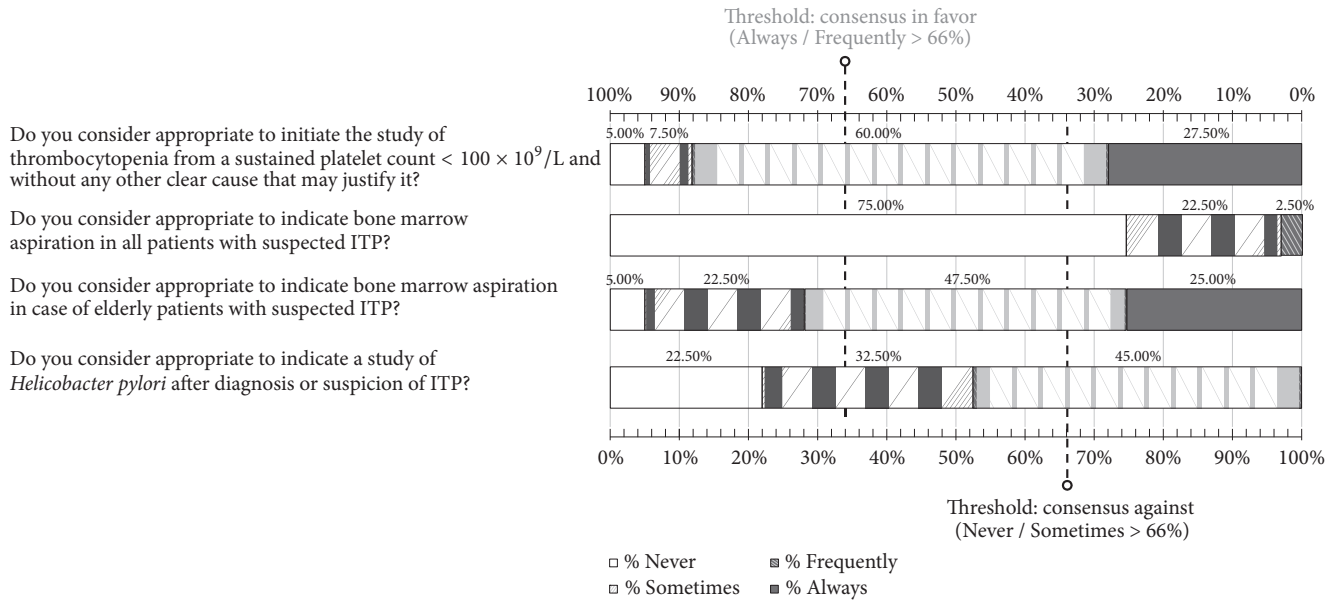 Threshold: consensus in favor
(Always / Frequently > 66%)
100% 90% 80% 70% 60% 50% 40% 30% 20% 10% 0%
Do you consider appropriate to initiate the study of
thrombocytopenia from a sustained platelet count < 100 × 10⁹/L and
without any other clear cause that may justify it?
5.00% 7.50% 60.00% 27.50%
Do you consider appropriate to indicate bone marrow
aspiration in all patients with suspected ITP?
75.00% 22.50% 2.50%
Do you consider appropriate to indicate bone marrow aspiration
in case of elderly patients with suspected ITP?
5.00% 22.50% 47.50% 25.00%
Do you consider appropriate to indicate a study of
Helicobacter pylori after diagnosis or suspicion of ITP?
22.50% 32.50% 45.00%
0% 10% 20% 30% 40% 50% 60% 70% 80% 90% 100%
Threshold: consensus against
(Never / Sometimes > 66%)
% Never % Frequently
% Sometimes % Always